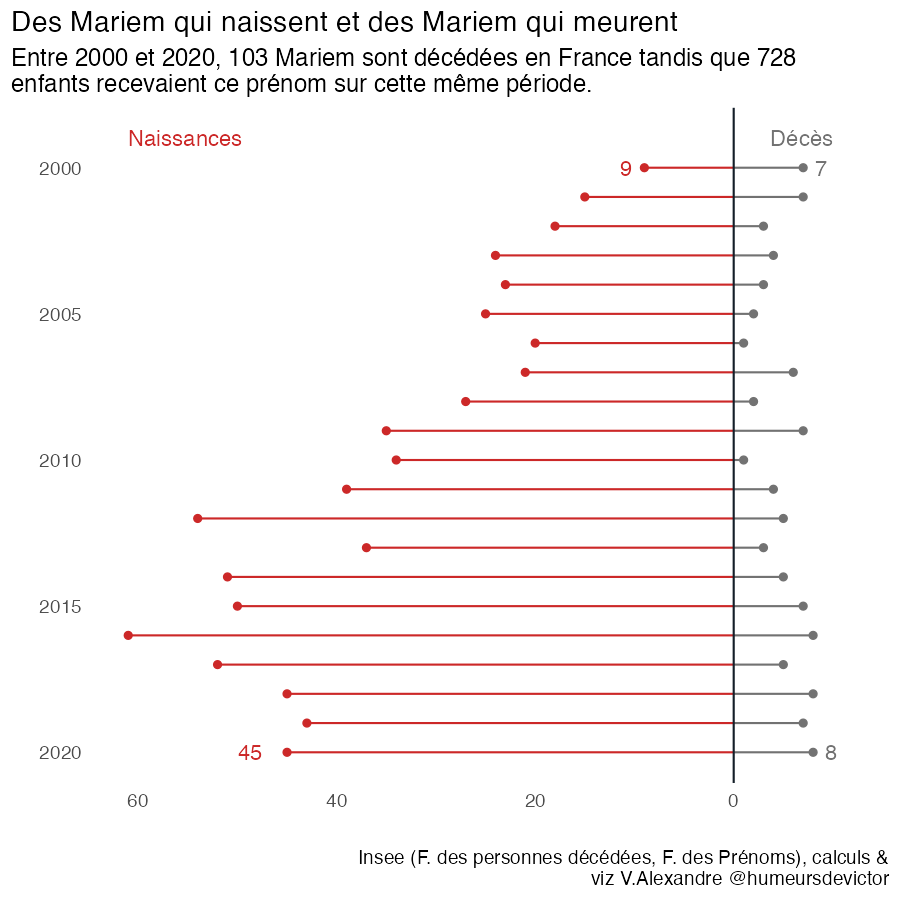 Des Mariem qui naissent et des Mariem qui meurent
Entre 2000 et 2020, 103 Mariem sont décédées en France tandis que 728
enfants recevaient ce prénom sur cette même période.
Naissances Décès
2000 9 7
2005
2010
2015
2020 45 8
60 40 20 0
Insee (F. des personnes décédées, F. des Prénoms), calculs &
viz V.Alexandre @humeursdevictor